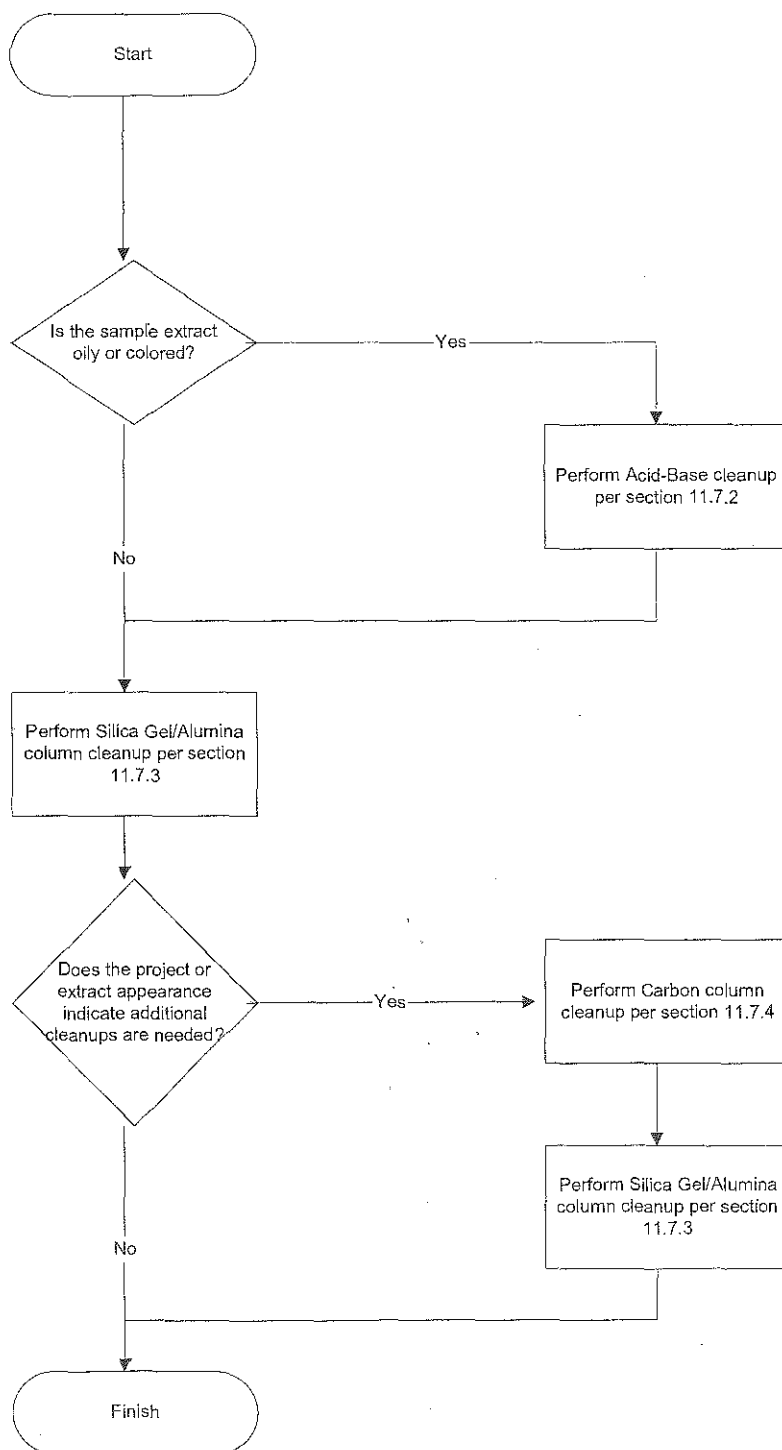 Start
Is the sample extract
oily or colored?
Yes
Perform Acid-Base cleanup
per section 11.7.2
No
Perform Silica Gel/Alumina
column cleanup per section
11.7.3
Does the project or
extract appearance
indicate additional
cleanups are needed?
Yes
Perform Carbon column
cleanup per section 11.7.4
Perform Silica Gel/Alumina
column cleanup per section
11.7.3
No
Finish